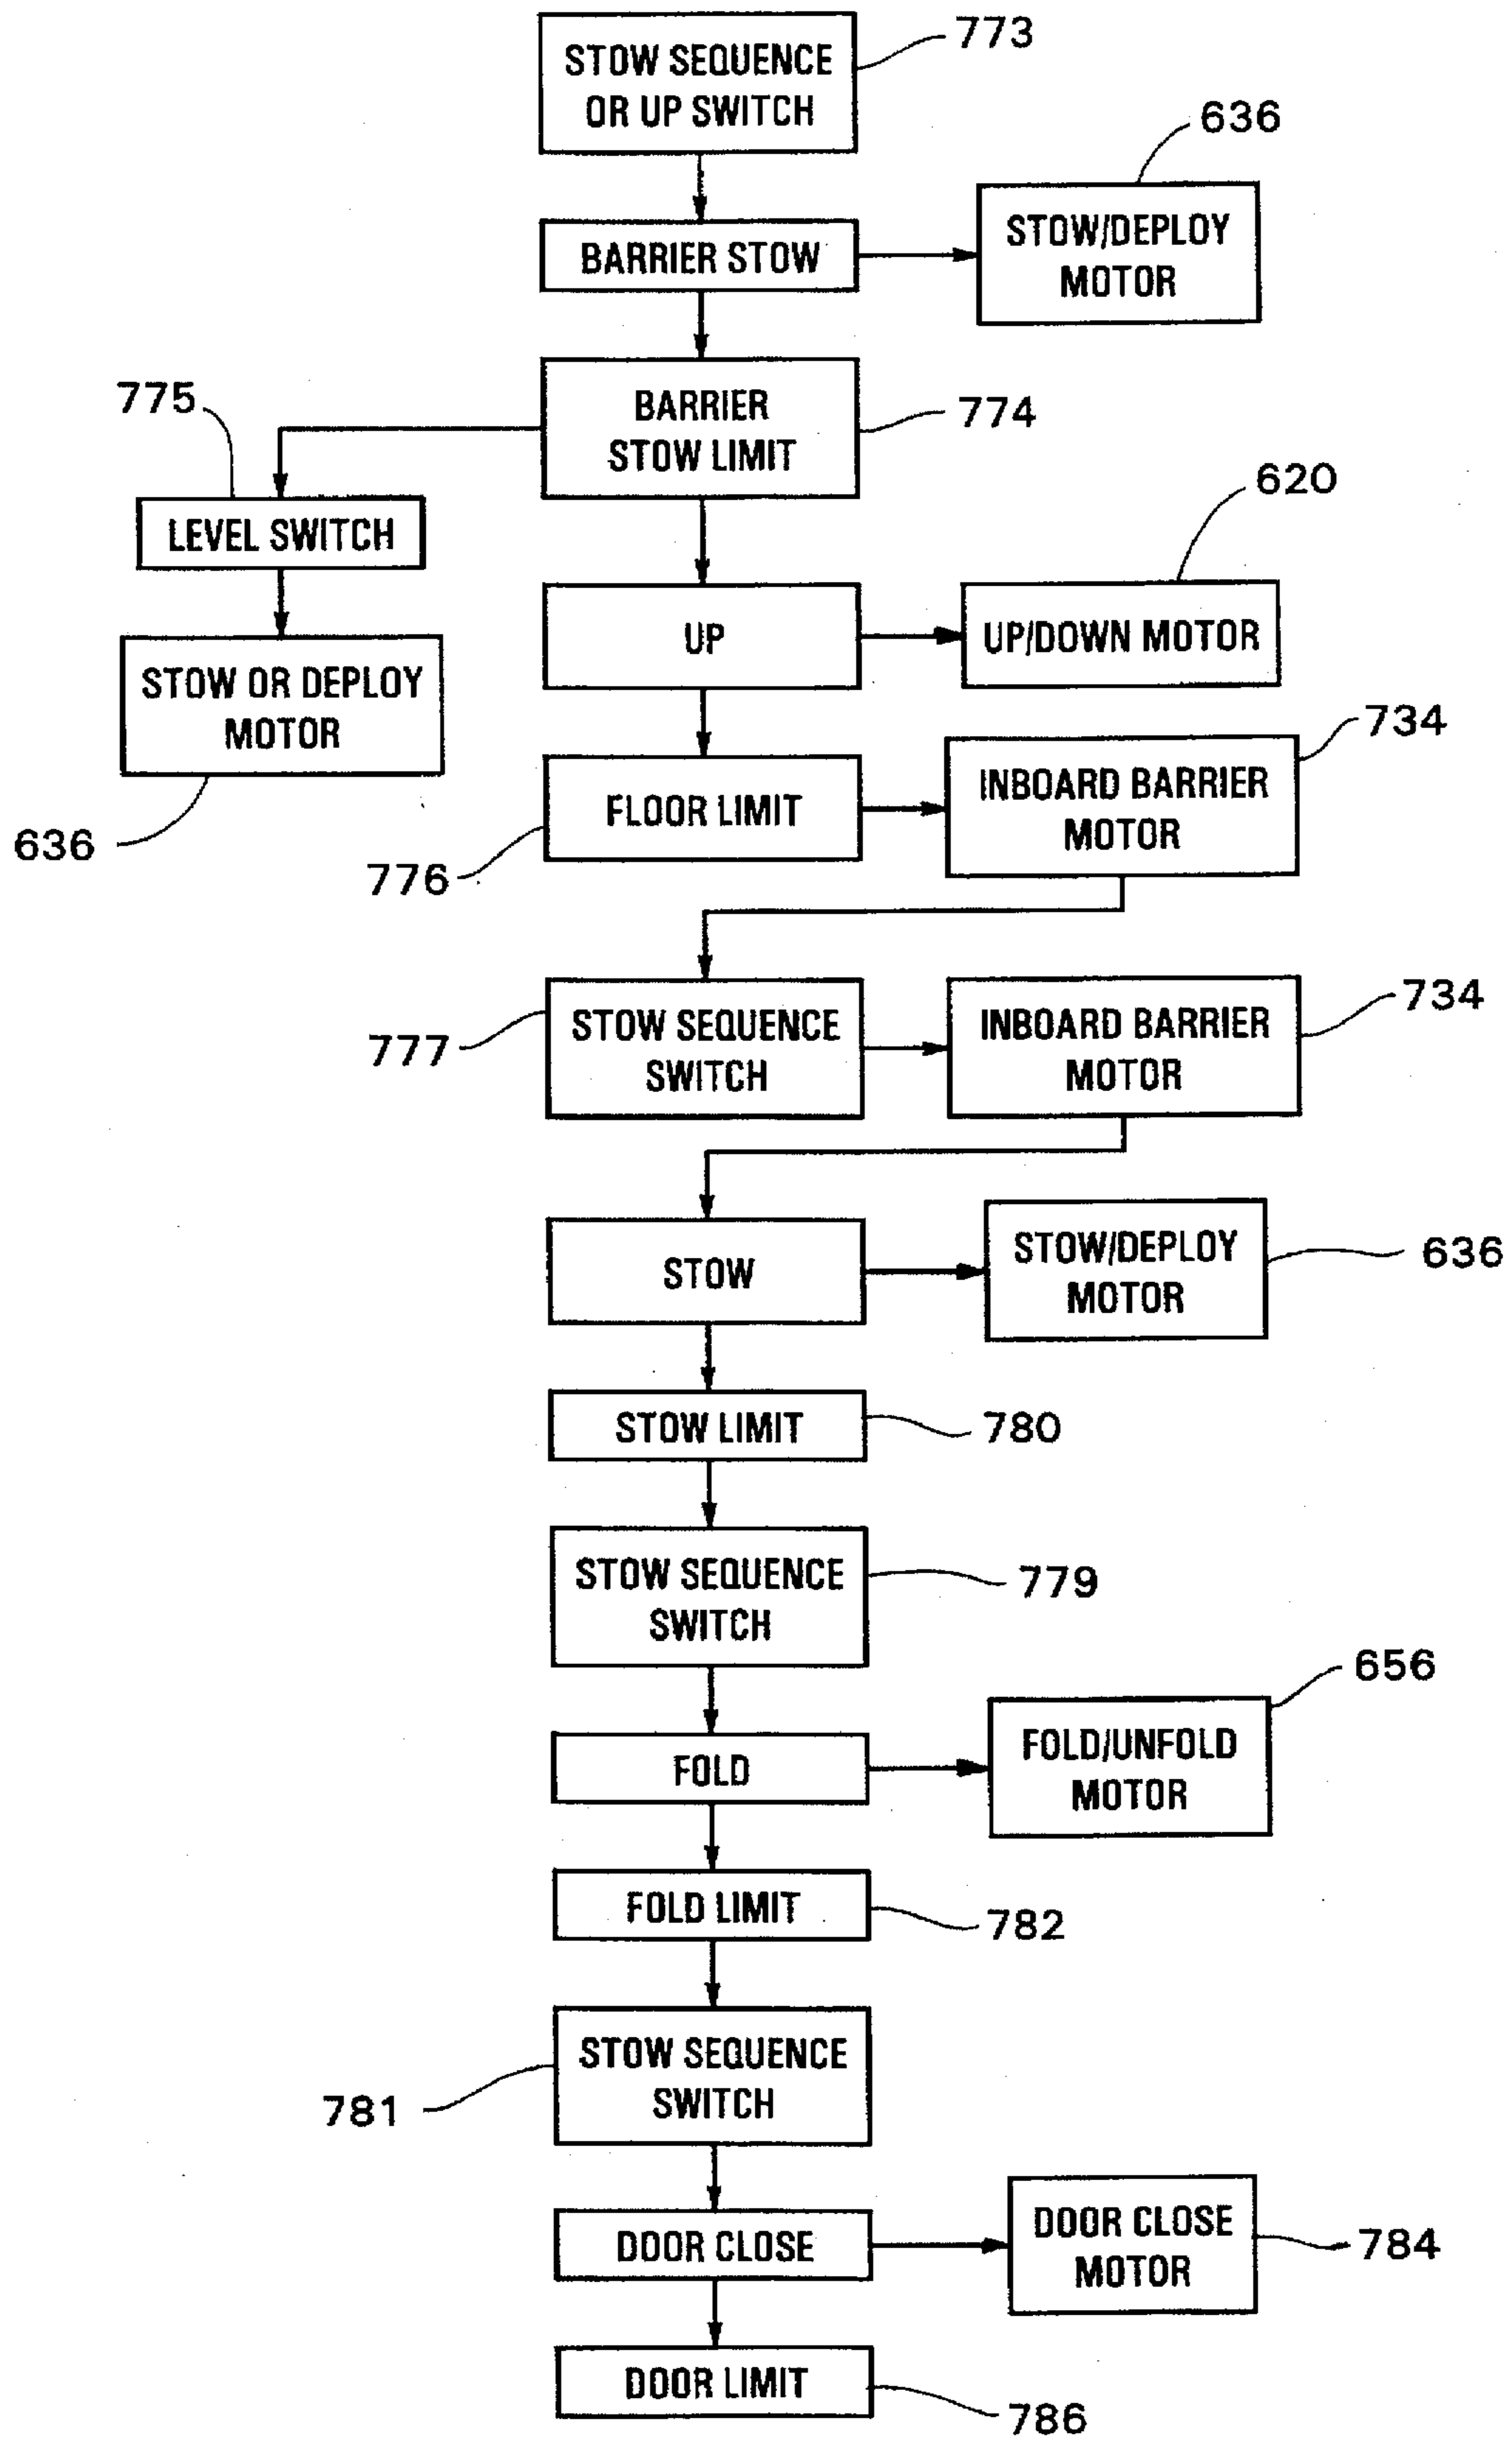 773
STOW SEQUENCE
OR UP SWITCH
636
STOW/DEPLOY
MOTOR
BARRIER STOW
775
BARRIER
STOW LIMIT
774
620
LEVEL SWITCH
UP
UP/DOWN MOTOR
STOW OR DEPLOY
MOTOR
636
734
FLOOR LIMIT
INBOARD BARRIER
MOTOR
776
777
STOW SEQUENCE
SWITCH
INBOARD BARRIER
MOTOR
734
STOW
STOW/DEPLOY
MOTOR
636
STOW LIMIT
780
STOW SEQUENCE
SWITCH
779
656
FOLD
FOLD/UNFOLD
MOTOR
FOLD LIMIT
782
STOW SEQUENCE
SWITCH
781
DOOR CLOSE
DOOR CLOSE
MOTOR
784
DOOR LIMIT
786